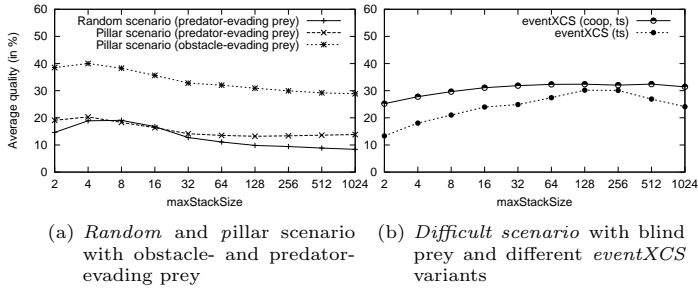 Average quality (in %)
60
50
40
30
20
10
0
Random scenario (predator-evading prey)
Pillar scenario (predator-evading prey)
Pillar scenario (obstacle-evading prey)
2 4 8 16 32 64 128 256 512 1024
maxStackSize
(a) Random and pillar scenario
with obstacle- and predator-
evading prey
60
50
40
30
20
10
0
eventXCS (coop, ts)
eventXCS (ts)
2 4 8 16 32 64 128 256 512 1024
maxStackSize
(b) Difficult scenario with blind
prey and different eventXCS
variants